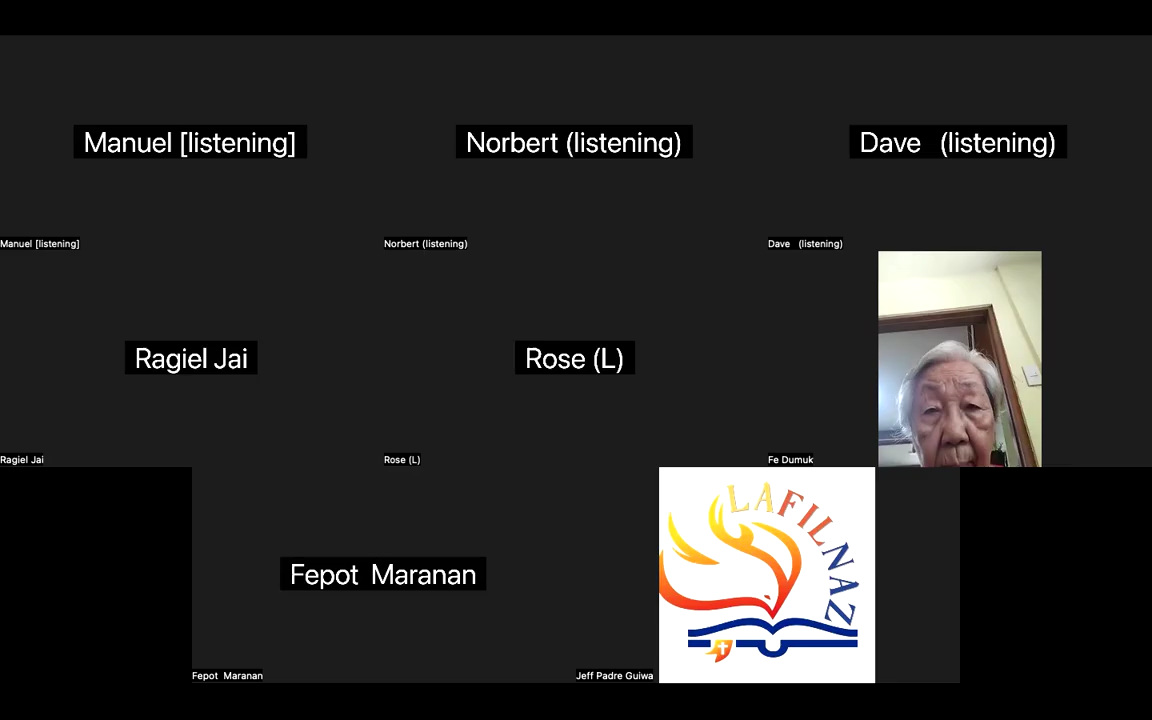 Manuel [listening]
Norbert (listening)
Dave (listening)
Manuel [listening]
Norbert (listening)
Dave (listening)
Ragiel Jai
Rose (L)
Ragiel Jai
Rose (L)
Fe Dumuk
LAFILNAZ
Fepot Maranan
Fepot Maranan
Jeff Padre Guiwa